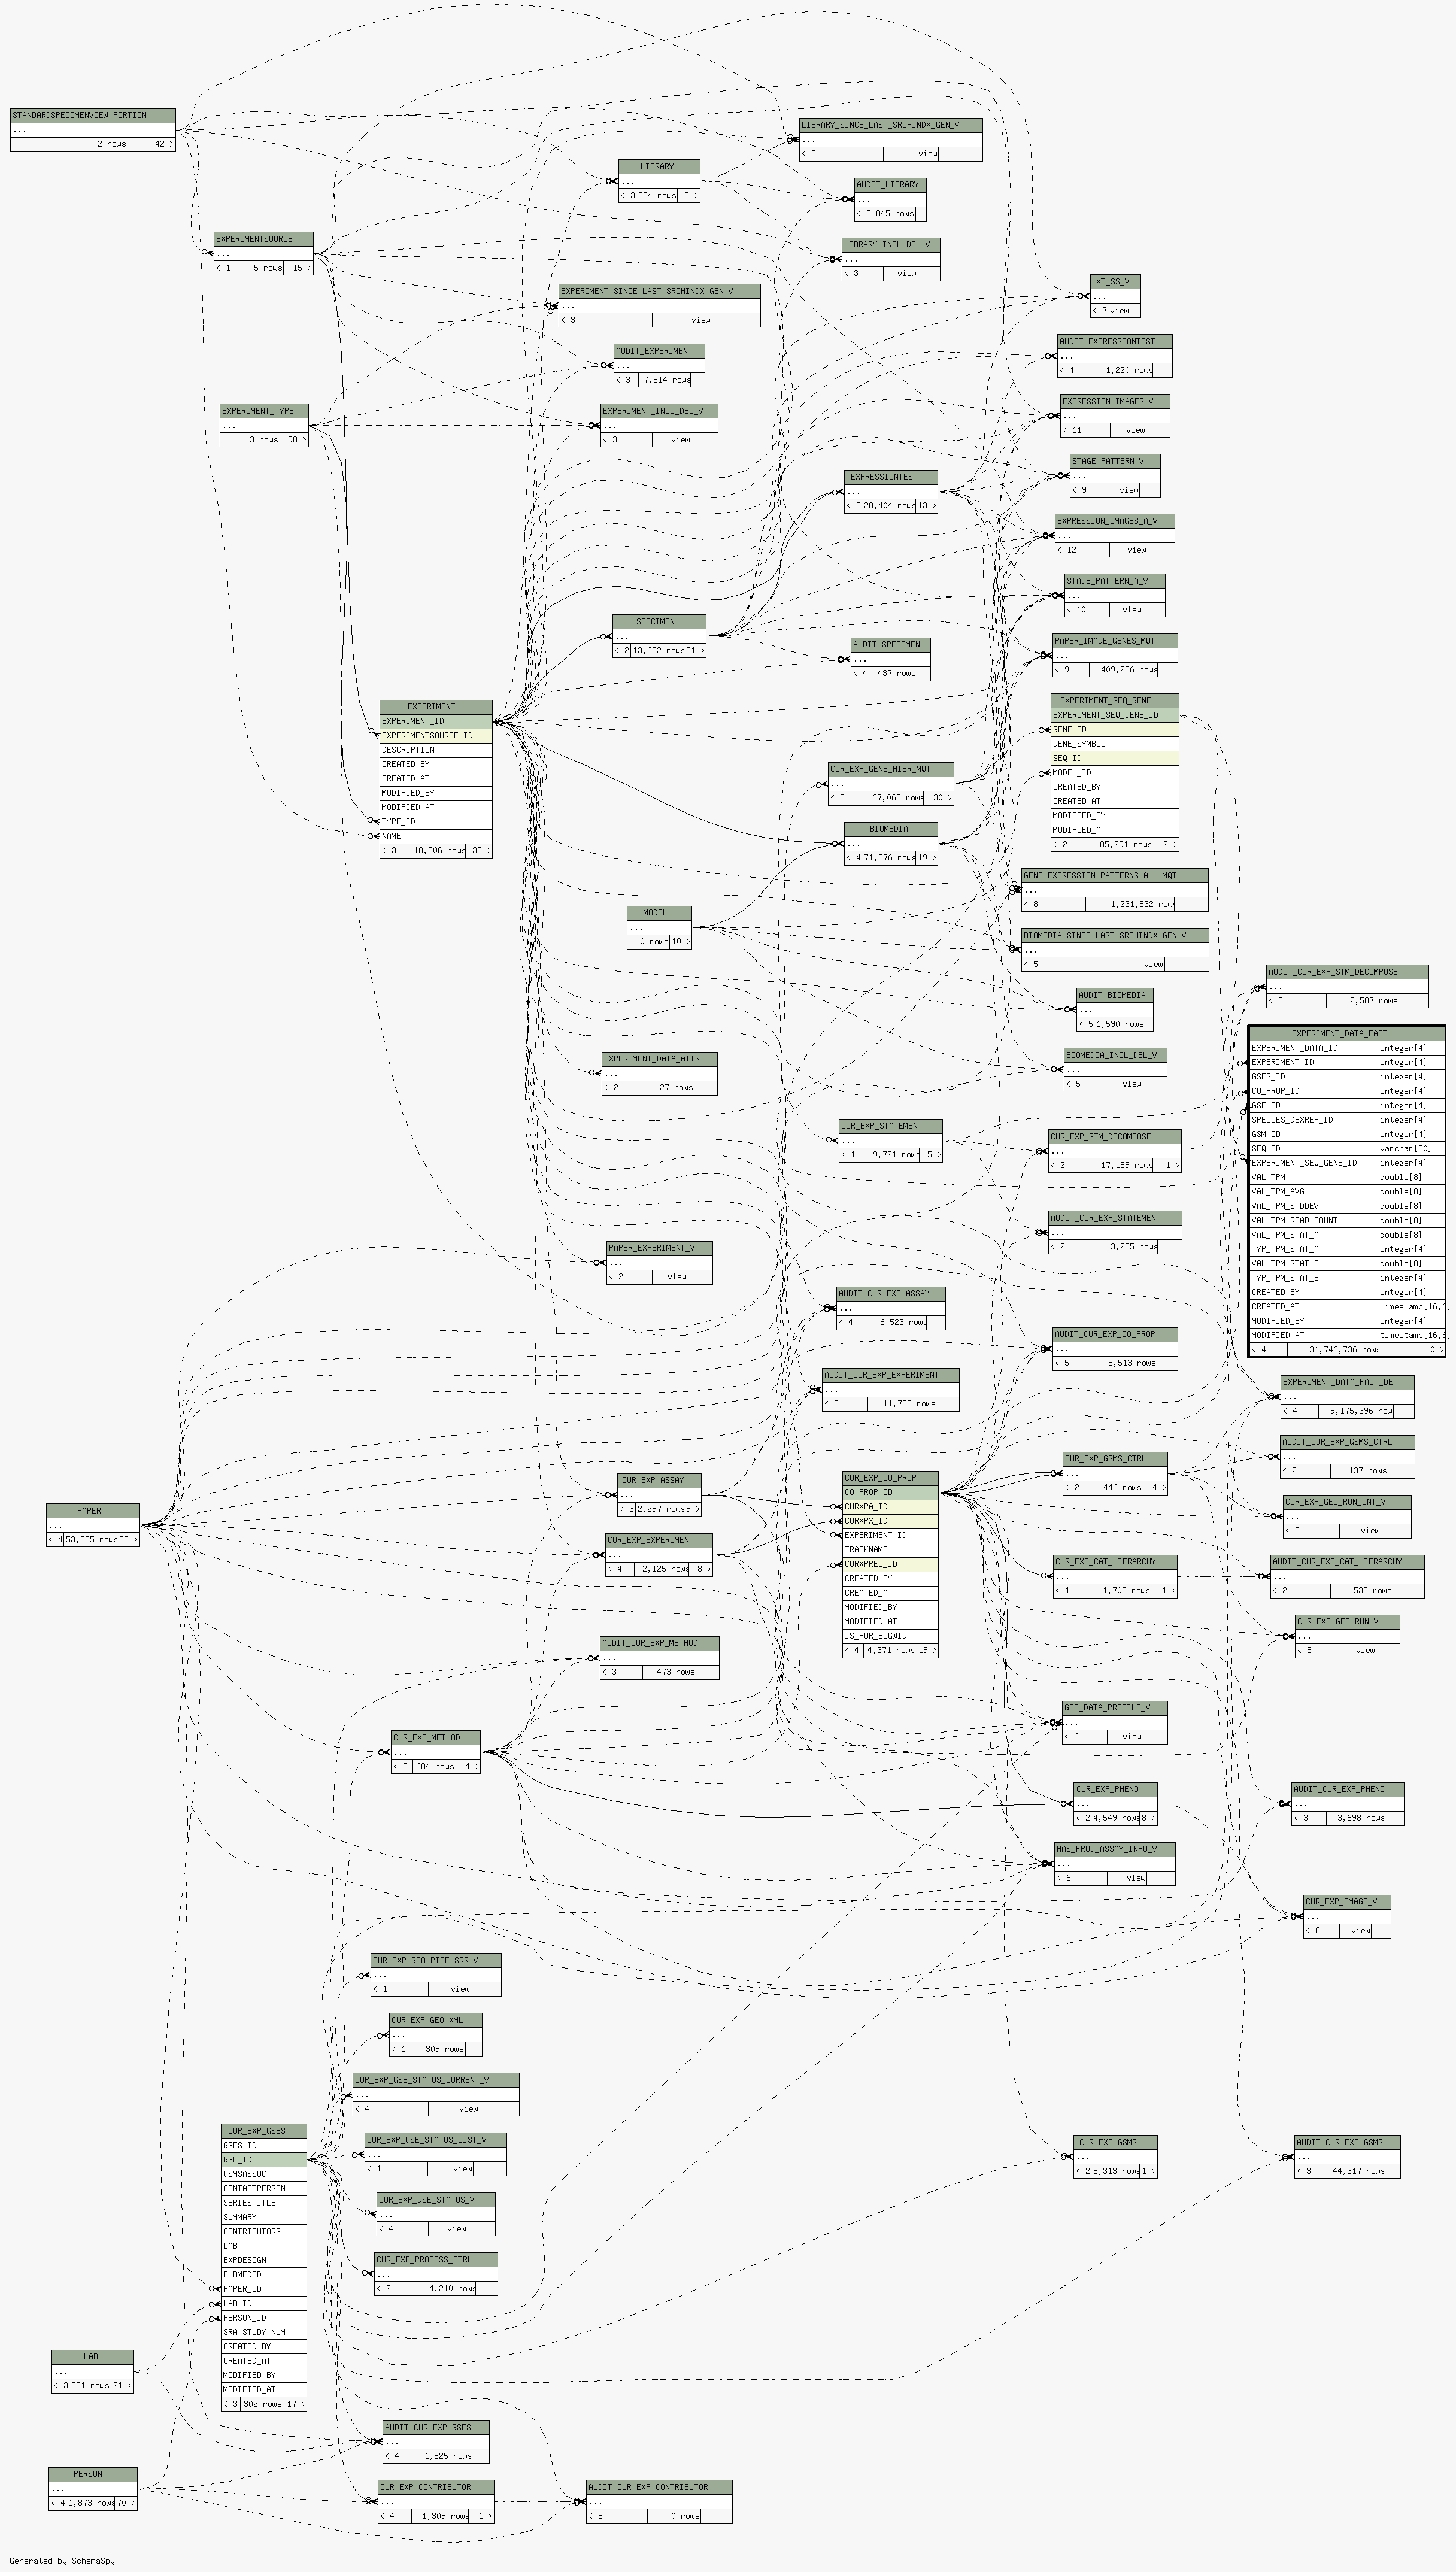 STANDARDSPECIMENVIEW_PORTION
...
2 rows 42 >
LIBRARY_SINCE_LAST_SRCHINDX_GEN_V
...
< 3 view
LIBRARY
...
< 3 854 rows 15 >
AUDIT_LIBRARY
...
< 3 845 rows
EXPERIMENTSOURCE
...
< 1 5 rows 15 >
LIBRARY_INCL_DEL_V
...
< 3 view
XT_SS_V
...
< 7 view
EXPERIMENT_SINCE_LAST_SRCHINDX_GEN_V
...
< 3 view
AUDIT_EXPERIMENT
...
< 3 7,514 rows
AUDIT_EXPRESSIONTEST
...
< 4 1,220 rows
EXPERIMENT_TYPE
...
3 rows 98 >
EXPERIMENT_INCL_DEL_V
...
< 3 view
EXPRESSION_IMAGES_V
...
< 11 view
STAGE_PATTERN_V
...
< 9 view
EXPRESSIONTEST
...
< 3 28,404 rows 13 >
EXPRESSION_IMAGES_A_V
...
< 12 view
STAGE_PATTERN_A_V
...
< 10 view
SPECIMEN
...
< 2 13,622 rows 21 >
AUDIT_SPECIMEN
...
< 4 437 rows
PAPER_IMAGE_GENES_MQT
...
< 9 409,236 rows
EXPERIMENT
EXPERIMENT_ID
EXPERIMENTSOURCE_ID
DESCRIPTION
CREATED_BY
CREATED_AT
MODIFIED_BY
MODIFIED_AT
TYPE_ID
NAME
< 3 18,806 rows 33 >
EXPERIMENT_SEQ_GENE
EXPERIMENT_SEQ_GENE_ID
GENE_ID
GENE_SYMBOL
SEQ_ID
MODEL_ID
CREATED_BY
CREATED_AT
MODIFIED_BY
MODIFIED_AT
< 2 85,291 rows 2 >
CUR_EXP_GENE_HIER_MQT
...
< 3 67,068 rows 30 >
BIOMEDIA
...
< 4 71,376 rows 19 >
GENE_EXPRESSION_PATTERNS_ALL_MQT
...
< 8 1,231,522 row
MODEL
...
0 rows 10 >
BIOMEDIA_SINCE_LAST_SRCHINDX_GEN_V
...
< 5 view
AUDIT_CUR_EXP_STM_DECOMPOSE
...
< 3 2,587 rows
AUDIT_BIOMEDIA
...
< 5 1,590 rows
EXPERIMENT_DATA_FACT
EXPERIMENT_DATA_ID integer[4]
EXPERIMENT_ID integer[4]
GSES_ID integer[4]
CO_PROP_ID integer[4]
GSE_ID integer[4]
SPECIES_DBXREF_ID integer[4]
GSM_ID integer[4]
SEQ_ID varchar[50]
EXPERIMENT_SEQ_GENE_ID integer[4]
VAL_TPM double[8]
VAL_TPM_AVG double[8]
VAL_TPM_STDDEV double[8]
VAL_TPM_READ_COUNT double[8]
VAL_TPM_STAT_A double[8]
TYP_TPM_STAT_A integer[4]
VAL_TPM_STAT_B double[8]
TYP_TPM_STAT_B integer[4]
CREATED_BY integer[4]
CREATED_AT timestamp[16,6]
MODIFIED_BY integer[4]
MODIFIED_AT timestamp[16,6]
< 4 31,746,736 row 0 >
EXPERIMENT_DATA_ATTR
...
< 2 27 rows
BIOMEDIA_INCL_DEL_V
...
< 5 view
CUR_EXP_STATEMENT
...
< 1 9,721 rows 5 >
CUR_EXP_STM_DECOMPOSE
...
< 2 17,189 rows 1 >
AUDIT_CUR_EXP_STATEMENT
...
< 2 3,235 rows
PAPER_EXPERIMENT_V
...
< 2 view
AUDIT_CUR_EXP_ASSAY
...
< 4 6,523 rows
AUDIT_CUR_EXP_CO_PROP
...
< 5 5,513 rows
AUDIT_CUR_EXP_EXPERIMENT
...
< 5 11,758 rows
EXPERIMENT_DATA_FACT_DE
...
< 4 9,175,396 row
AUDIT_CUR_EXP_GSMS_CTRL
...
< 2 137 rows
CUR_EXP_GSMS_CTRL
...
< 2 446 rows 4 >
CUR_EXP_ASSAY
...
< 3 2,297 rows 9 >
CUR_EXP_CO_PROP
CO_PROP_ID
CURXPA_ID
CURXPX_ID
EXPERIMENT_ID
TRACKNAME
CURXPREL_ID
CREATED_BY
CREATED_AT
MODIFIED_BY
MODIFIED_AT
IS_FOR_BIGWIG
< 4 4,371 rows 19 >
CUR_EXP_GEO_RUN_CNT_V
...
< 5 view
PAPER
...
< 4 53,335 rows 38 >
CUR_EXP_EXPERIMENT
...
< 4 2,125 rows 8 >
CUR_EXP_CAT_HIERARCHY
...
< 1 1,702 rows 1 >
AUDIT_CUR_EXP_CAT_HIERARCHY
...
< 2 535 rows
CUR_EXP_GEO_RUN_V
...
< 5 view
AUDIT_CUR_EXP_METHOD
...
< 3 473 rows
GEO_DATA_PROFILE_V
...
< 6 view
CUR_EXP_METHOD
...
< 2 684 rows 14 >
CUR_EXP_PHENO
...
< 2 4,549 rows 8 >
AUDIT_CUR_EXP_PHENO
...
< 3 3,698 rows
HAS_FROG_ASSAY_INFO_V
...
< 6 view
CUR_EXP_IMAGE_V
...
< 6 view
CUR_EXP_GEO_PIPE_SRR_V
...
< 1 view
CUR_EXP_GEO_XML
...
< 1 309 rows
CUR_EXP_GSE_STATUS_CURRENT_V
...
< 4 view
CUR_EXP_GSES
GSES_ID
GSE_ID
GSMSASSOC
CONTACTPERSON
SERIESTITLE
SUMMARY
CONTRIBUTORS
LAB
EXPDESIGN
PUBMEDID
PAPER_ID
LAB_ID
PERSON_ID
SRA_STUDY_NUM
CREATED_BY
CREATED_AT
MODIFIED_BY
MODIFIED_AT
< 3 302 rows 17 >
CUR_EXP_GSE_STATUS_LIST_V
...
< 1 view
CUR_EXP_GSMS
...
< 2 5,313 rows 1 >
AUDIT_CUR_EXP_GSMS
...
< 3 44,317 rows
CUR_EXP_GSE_STATUS_V
...
< 4 view
CUR_EXP_PROCESS_CTRL
...
< 2 4,210 rows
LAB
...
< 3 581 rows 21 >
AUDIT_CUR_EXP_GSES
...
< 4 1,825 rows
PERSON
...
< 4 1,873 rows 70 >
CUR_EXP_CONTRIBUTOR
...
< 4 1,309 rows 1 >
AUDIT_CUR_EXP_CONTRIBUTOR
...
< 5 0 rows
Generated by SchemaSpy